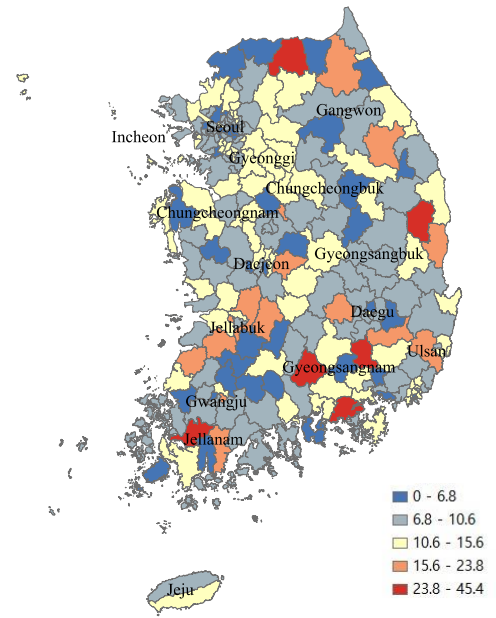 Gangwon
Seoul
Incheon
Gyeonggi
Chungcheongbuk
Chungcheongnam
Gyeongsangbuk
Daejeon
Daegu
Jellabuk
Ulsan
Gyeongsangnam
Gwangju
Jellanam
0 - 6.8
6.8 - 10.6
10.6 - 15.6
15.6 - 23.8
23.8 - 45.4
Jeju